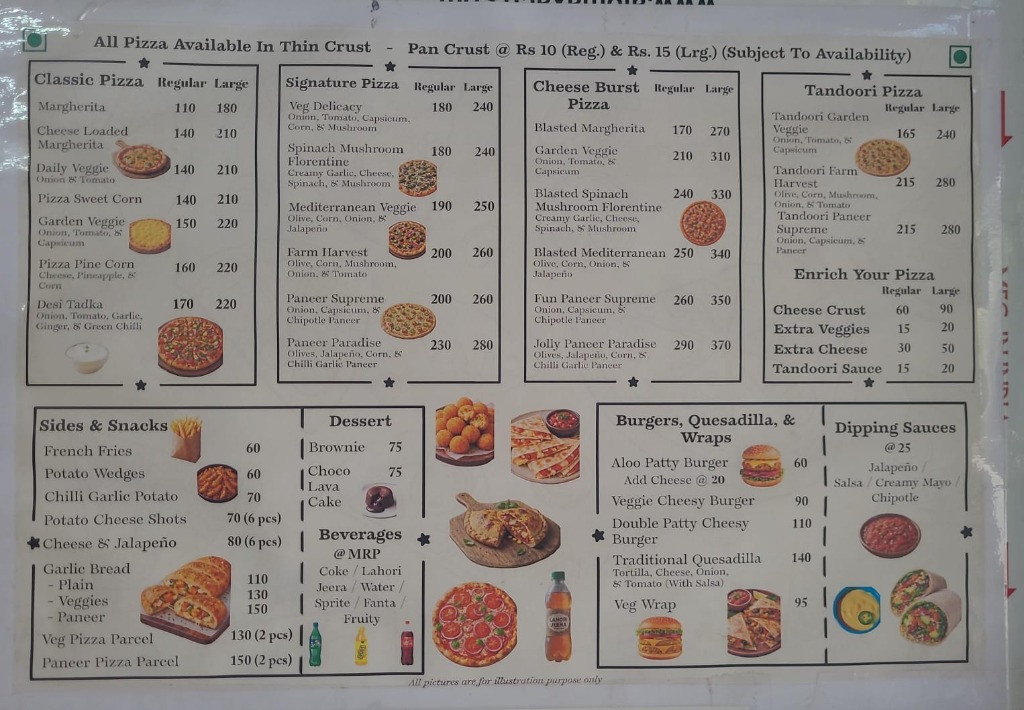 All Pizza Available In Thin Crust - Pan Crust @ Rs 10 (Reg.) & Rs. 15 (Lrg.) (Subject To Availability)
Classic Pizza Regular Large
Margherita 110 180
Cheese Loaded 140 210
Margherita
Daily Veggie 140 210
Onion & Tomato
Pizza Sweet Corn 140 210
Garden Veggie 150 220
Onion, Tomato, &
Capsicum
Pizza Pine Corn 160 220
Cheese, Pineapple, &
Corn
Desi Tadka 170 220
Onion, Tomato, Garlic,
Ginger, & Green Chilli
Signature Pizza Regular Large
Veg Delicacy 180 240
Onion, Tomato, Capsicum,
Corn, & Mushroom
Spinach Mushroom 180 240
Florentine
Creamy Garlic, Cheese,
Spinach, & Mushroom
Mediterranean Veggie 190 250
Olive, Corn, Onion, &
Jalapeño
Farm Harvest 200 260
Olive, Corn, Mushroom,
Onion, & Tomato
Paneer Supreme 200 260
Onion, Capsicum, &
Chipotle Paneer
Paneer Paradise 230 280
Olives, Jalapeño, Corn, &
Chilli Garlic Paneer
Cheese Burst Regular Large
Pizza
Blasted Margherita 170 270
Garden Veggie 210 310
Onion, Tomato, &
Capsicum
Blasted Spinach 240 330
Mushroom Florentine
Creamy Garlic, Cheese,
Spinach, & Mushroom
Blasted Mediterranean 250 340
Olive, Corn, Onion, &
Jalapeño
Fun Paneer Supreme 260 350
Onion, Capsicum, &
Chipotle Paneer
Jolly Paneer Paradise 290 370
Olives, Jalapeño, Corn, &
Chilli Garlic Paneer
Tandoori Pizza
Regular Large
Tandoori Garden
Veggie 165 240
Onion, Tomato, &
Capsicum
Tandoori Farm
Harvest 215 280
Olive, Corn, Mushroom,
Onion, & Tomato
Tandoori Paneer
Supreme 215 280
Onion, Capsicum, &
Paneer
Enrich Your Pizza
Regular Large
Cheese Crust 60 90
Extra Veggies 15 20
Extra Cheese 30 50
Tandoori Sauce 15 20
Sides & Snacks
French Fries 60
Potato Wedges 60
Chilli Garlic Potato 70
Potato Cheese Shots 70 (6 pcs)
Cheese & Jalapeño 80 (6 pcs)
Garlic Bread
- Plain 110
- Veggies 130
- Paneer 150
Veg Pizza Parcel 130 (2 pcs)
Paneer Pizza Parcel 150 (2 pcs)
Dessert
Brownie 75
Choco 75
Lava
Cake
Beverages
@ MRP
Coke / Lahori
Jeera / Water /
Sprite / Fanta /
Fruity
LAHORI
JEERA
Burgers, Quesadilla, &
Wraps
Aloo Patty Burger 60
Add Cheese @ 20
Veggie Cheesy Burger 90
Double Patty Cheesy 110
Burger
Traditional Quesadilla 140
Tortilla, Cheese, Onion,
& Tomato (With Salsa)
Veg Wrap 95
Dipping Sauces
@ 25
Jalapeño /
Salsa / Creamy Mayo /
Chipotle
All pictures are for illustration purpose only